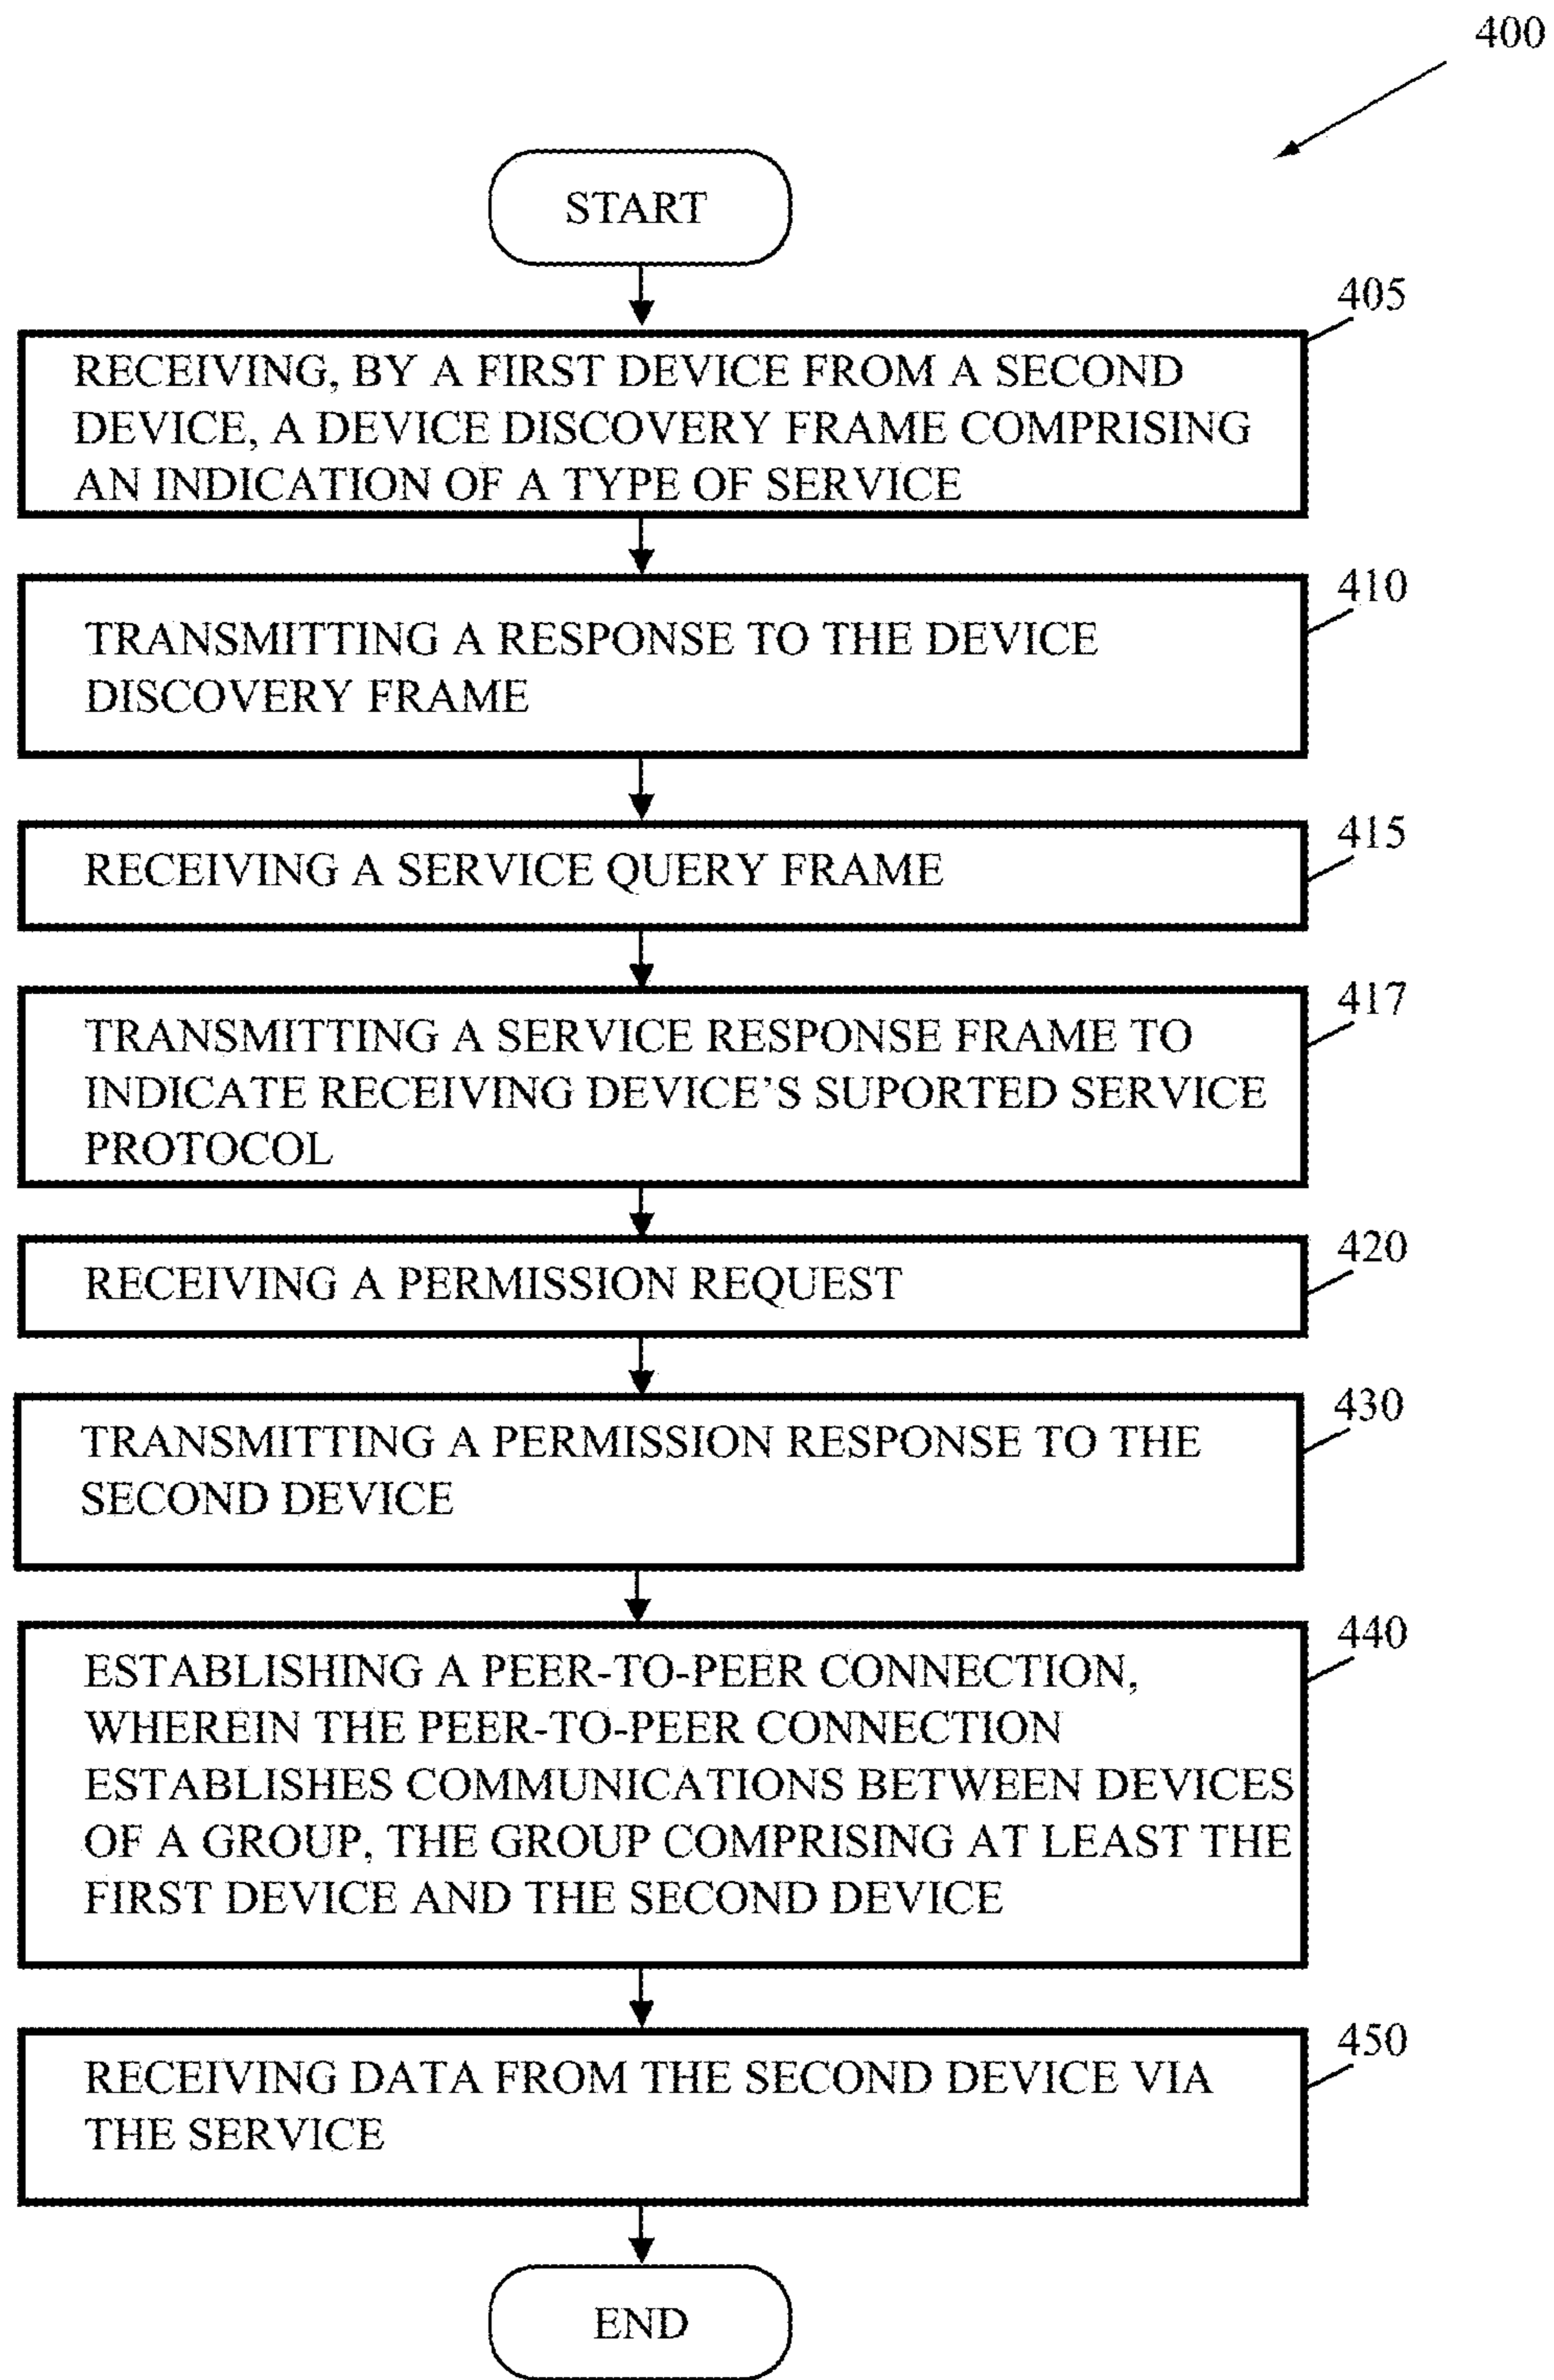 400
START
405
RECEIVING, BY A FIRST DEVICE FROM A SECOND
DEVICE, A DEVICE DISCOVERY FRAME COMPRISING
AN INDICATION OF A TYPE OF SERVICE
410
TRANSMITTING A RESPONSE TO THE DEVICE
DISCOVERY FRAME
415
RECEIVING A SERVICE QUERY FRAME
417
TRANSMITTING A SERVICE RESPONSE FRAME TO
INDICATE RECEIVING DEVICE'S SUPORTED SERVICE
PROTOCOL
420
RECEIVING A PERMISSION REQUEST
430
TRANSMITTING A PERMISSION RESPONSE TO THE
SECOND DEVICE
440
ESTABLISHING A PEER-TO-PEER CONNECTION,
WHEREIN THE PEER-TO-PEER CONNECTION
ESTABLISHES COMMUNICATIONS BETWEEN DEVICES
OF A GROUP, THE GROUP COMPRISING AT LEAST THE
FIRST DEVICE AND THE SECOND DEVICE
450
RECEIVING DATA FROM THE SECOND DEVICE VIA
THE SERVICE
END